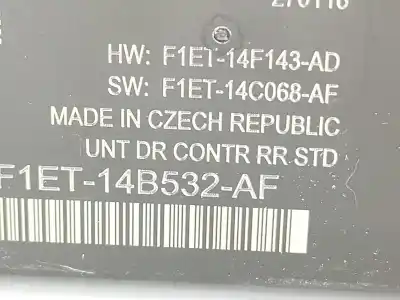 HW: F1ET-14F143-AD
SW: F1ET-14C068-AF
MADE IN CZECH REPUBLIC
UNT DR CONTR RR STD
F1ET-14B532-AF